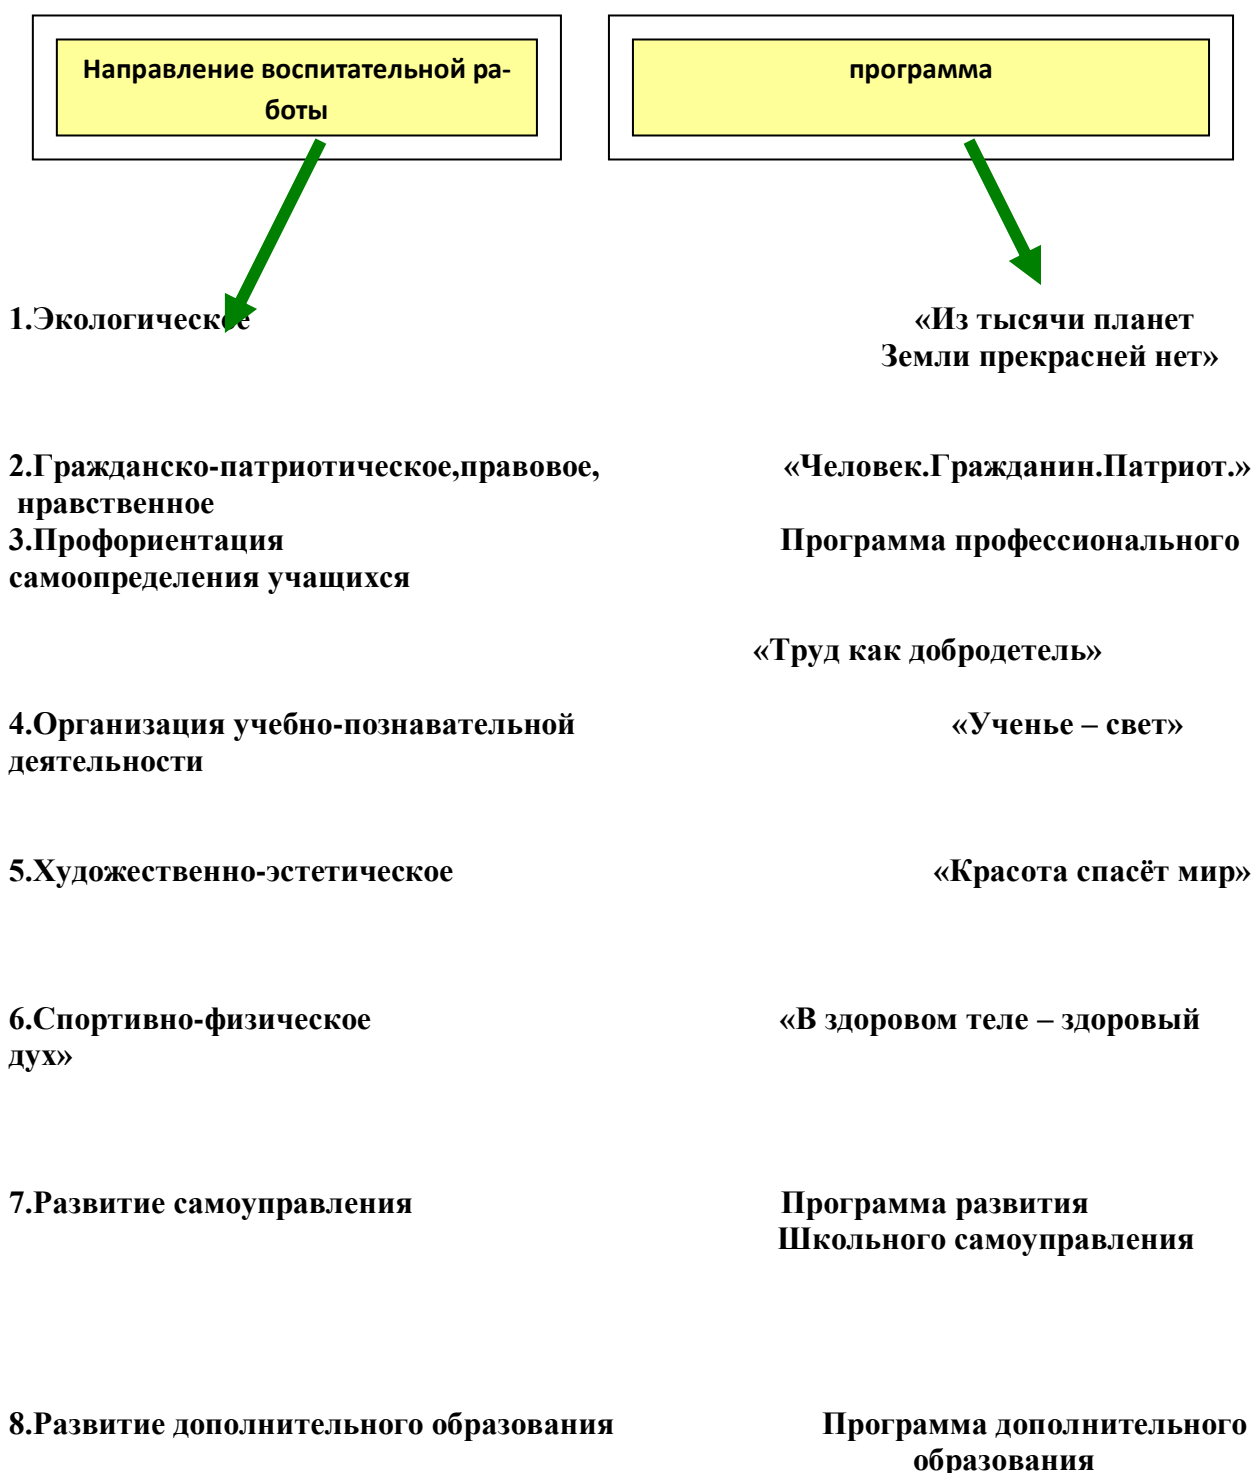 Направление воспитательной ра-
боты
программа
1.Экологическое «Из тысячи планет
Земли прекрасней нет»
2.Гражданско-патриотическое,правовое, «Человек.Гражданин.Патриот.»
нравственное
3.Профориентация Программа профессионального
самоопределения учащихся
«Труд как добродетель»
4.Организация учебно-познавательной «Ученье – свет»
деятельности
5.Художественно-эстетическое «Красота спасёт мир»
6.Спортивно-физическое «В здоровом теле – здоровый
дух»
7.Развитие самоуправления Программа развития
Школьного самоуправления
8.Развитие дополнительного образования Программа дополнительного
образования